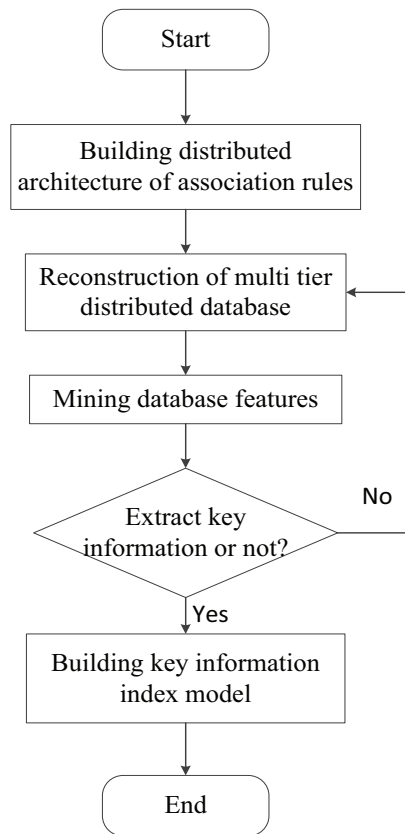 Start
Building distributed
architecture of association rules
Reconstruction of multi tier
distributed database
Mining database features
Extract key
information or not?
No
Yes
Building key information
index model
End